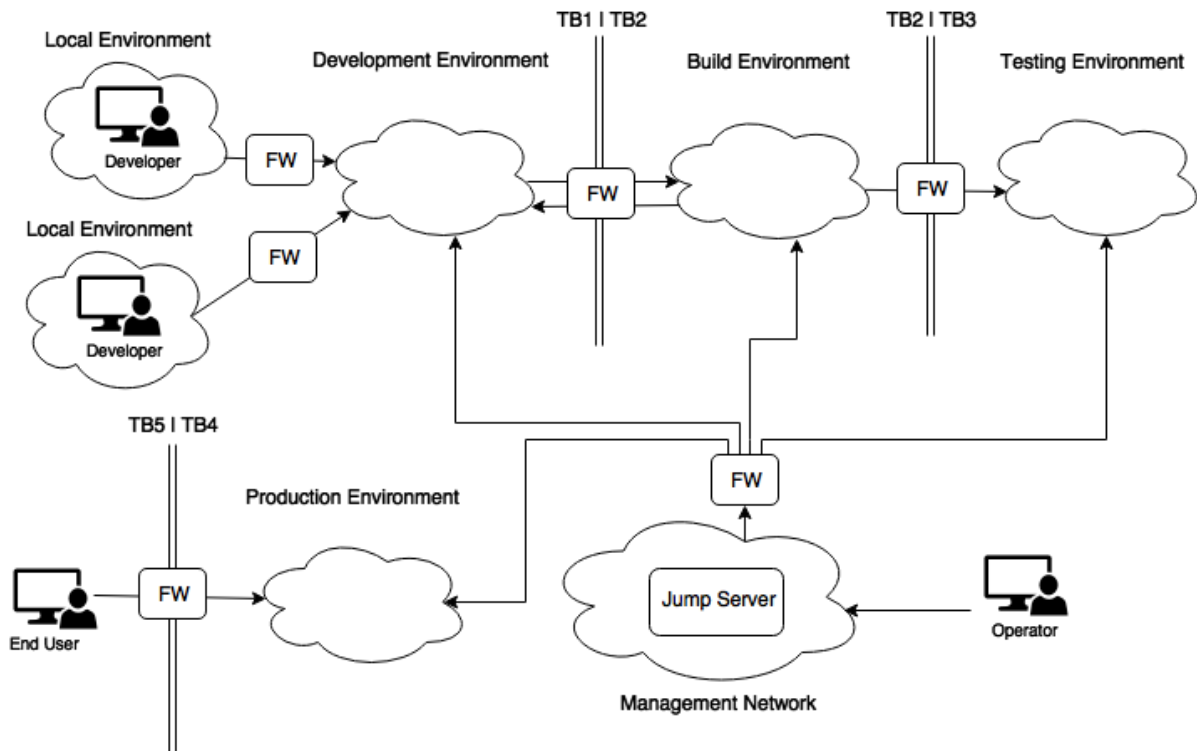 TB1 | TB2
TB2 | TB3
Local Environment
Development Environment
Build Environment
Testing Environment
Developer
FW
FW
FW
Local Environment
FW
Developer
TB5 | TB4
FW
Production Environment
FW
Jump Server
End User
Operator
Management Network